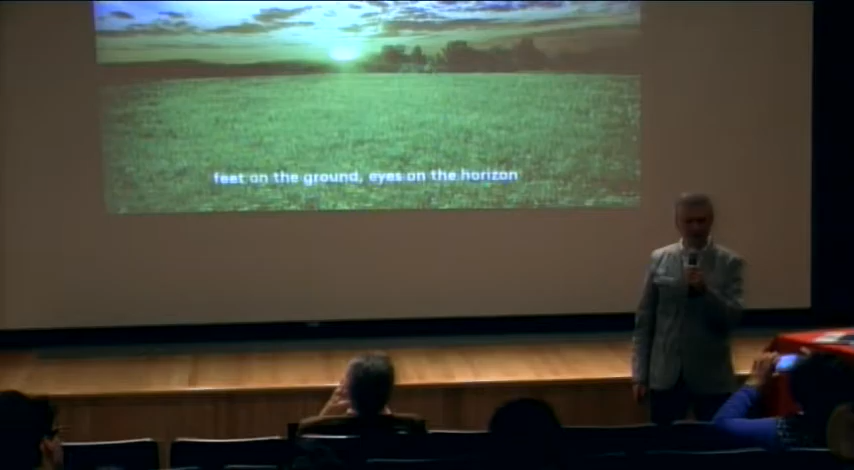 feet on the ground, eyes on the horizon